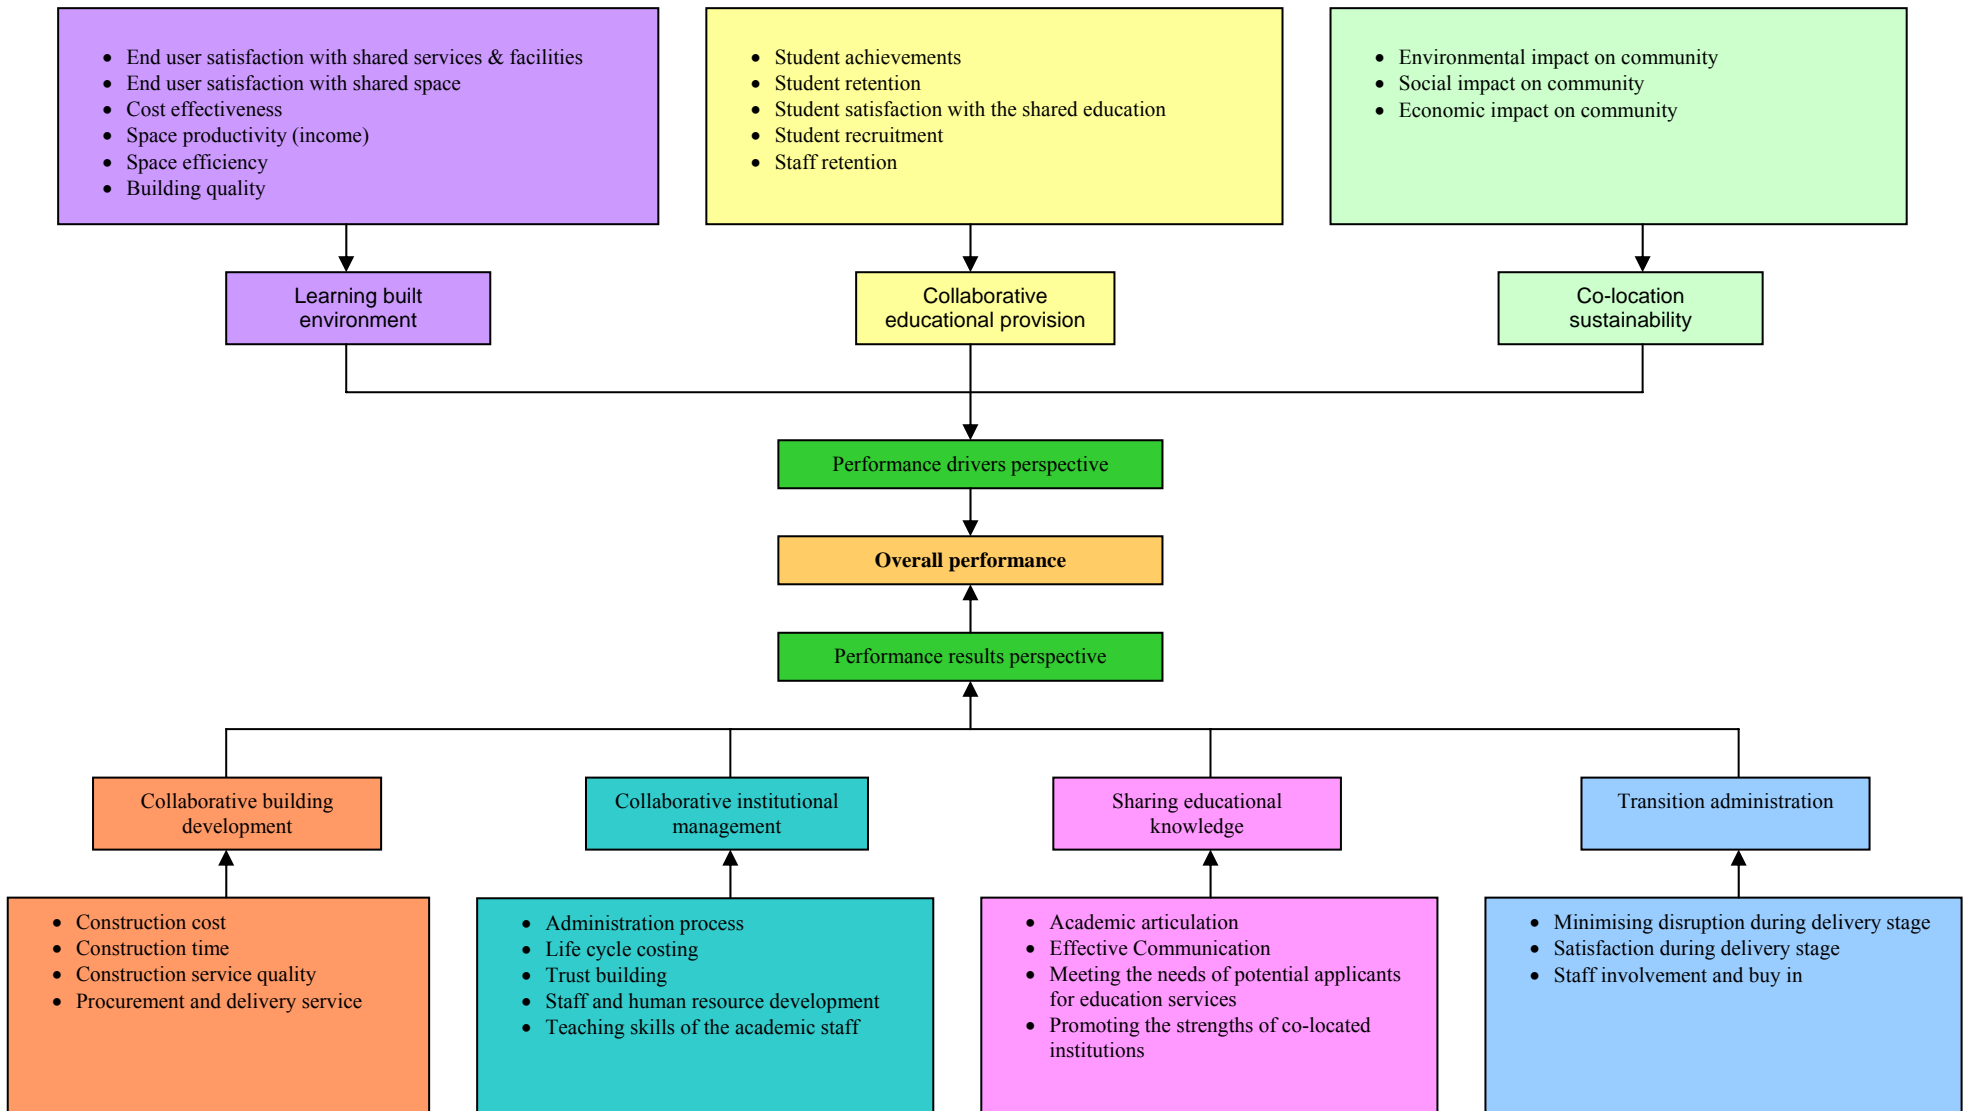 • End user satisfaction with shared services & facilities
• End user satisfaction with shared space
• Cost effectiveness
• Space productivity (income)
• Space efficiency
• Building quality
• Student achievements
• Student retention
• Student satisfaction with the shared education
• Student recruitment
• Staff retention
• Environmental impact on community
• Social impact on community
• Economic impact on community
Learning built
environment
Collaborative
educational provision
Co-location
sustainability
Performance drivers perspective
Overall performance
Performance results perspective
Collaborative building
development
Collaborative institutional
management
Sharing educational
knowledge
Transition administration
• Construction cost
• Construction time
• Construction service quality
• Procurement and delivery service
• Administration process
• Life cycle costing
• Trust building
• Staff and human resource development
• Teaching skills of the academic staff
• Academic articulation
• Effective Communication
• Meeting the needs of potential applicants
for education services
• Promoting the strengths of co-located
institutions
• Minimising disruption during delivery stage
• Satisfaction during delivery stage
• Staff involvement and buy in